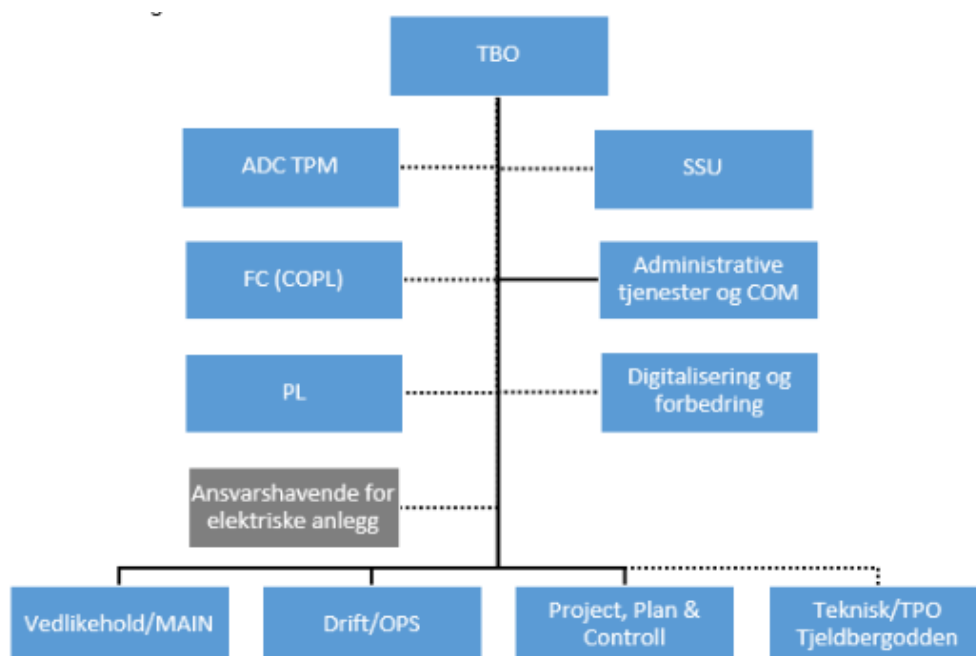 TBO
ADC TPM
SSU
FC (COPL)
Administrative
tjenester og COM
PL
Digitalisering og
forbedring
Ansvarshavende for
elektriske anlegg
Vedlikehold/MAIN
Drift/OPS
Project, Plan &
Controll
Teknisk/TPO
Tjeldbergodden